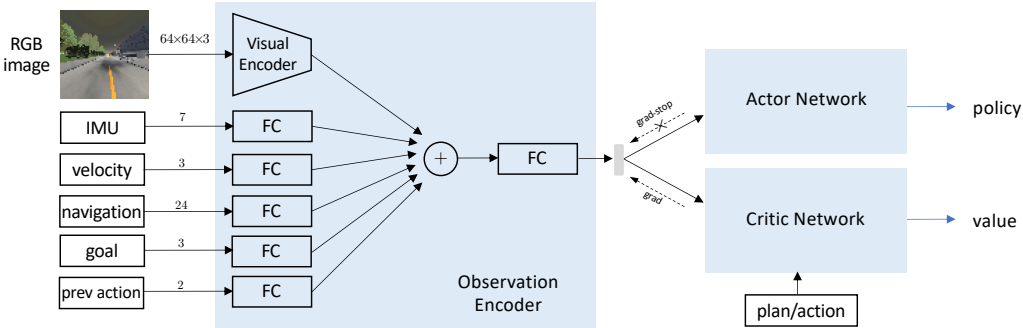 RGB
image
64×64×3
Visual
Encoder
IMU
7
FC
velocity
3
FC
navigation
24
FC
goal
3
FC
prev action
2
FC
+
FC
Observation
Encoder
grad-stop
grad
Actor Network
policy
Critic Network
value
plan/action